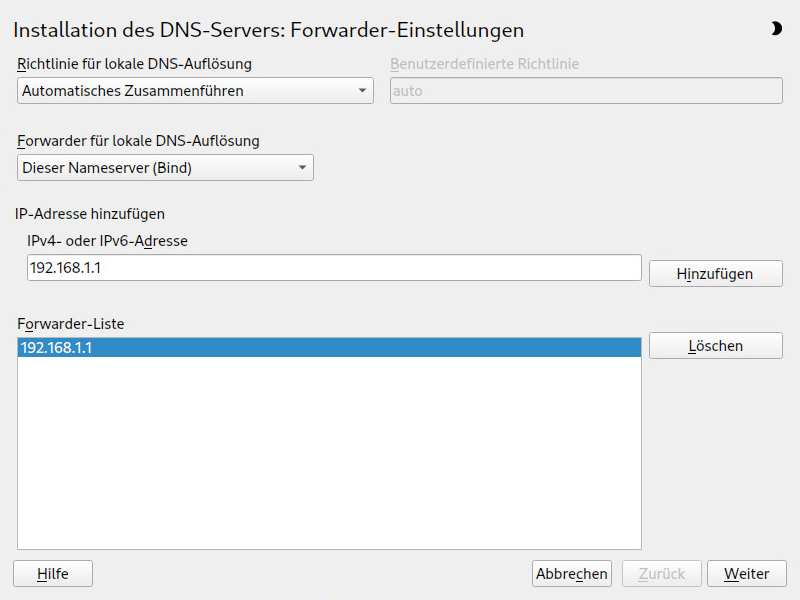 Installation des DNS-Servers: Forwarder-Einstellungen
Richtlinie für lokale DNS-Auflösung
Benutzerdefinierte Richtlinie
Automatisches Zusammenführen
auto
Forwarder für lokale DNS-Auflösung
Dieser Nameserver (Bind)
IP-Adresse hinzufügen
IPv4- oder IPv6-Adresse
192.168.1.1
Hinzufügen
Forwarder-Liste
192.168.1.1
Löschen
Hilfe
Abbrechen
Zurück
Weiter